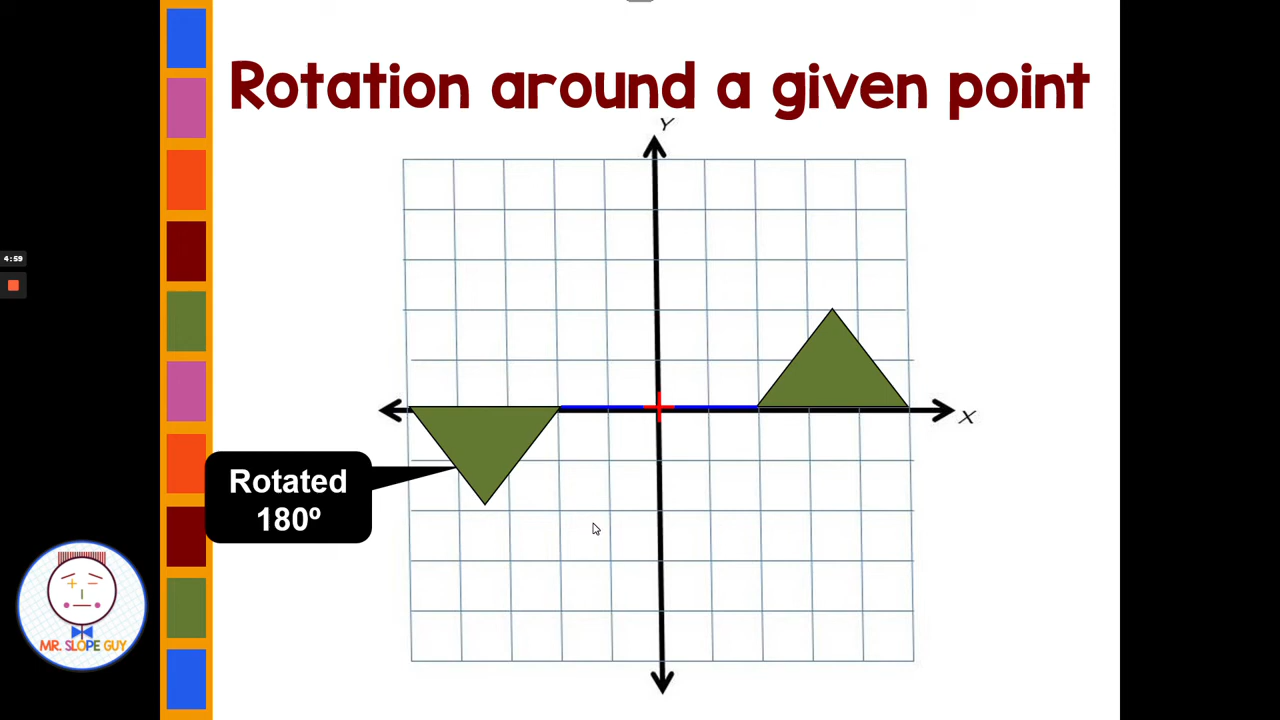 Rotation around a given point
Y
4:59
X
Rotated
180º
MR. SLOPE GUY